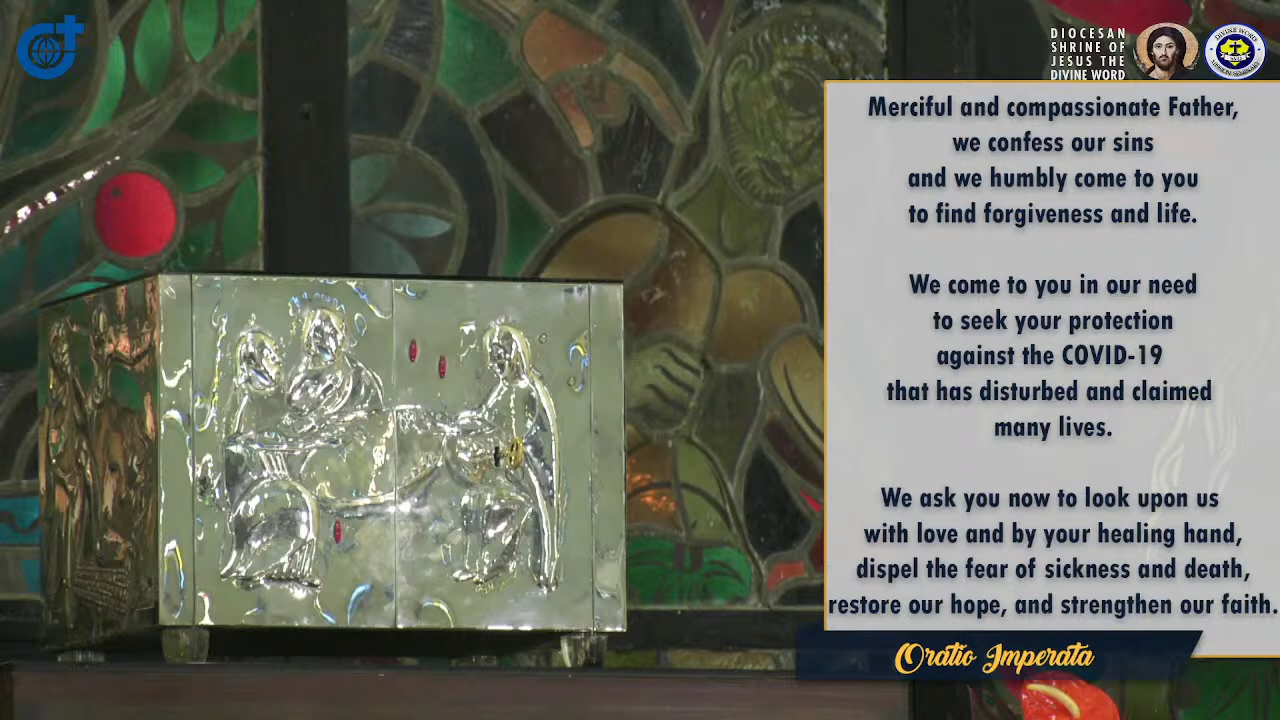 DIOCESAN
SHRINE OF
JESUS THE
DIVINE WORD
Merciful and compassionate Father,
we confess our sins
and we humbly come to you
to find forgiveness and life.
We come to you in our need
to seek your protection
against the COVID-19
that has disturbed and claimed
many lives.
We ask you now to look upon us
with love and by your healing hand,
dispel the fear of sickness and death,
restore our hope, and strengthen our faith.
Oratio Imperata